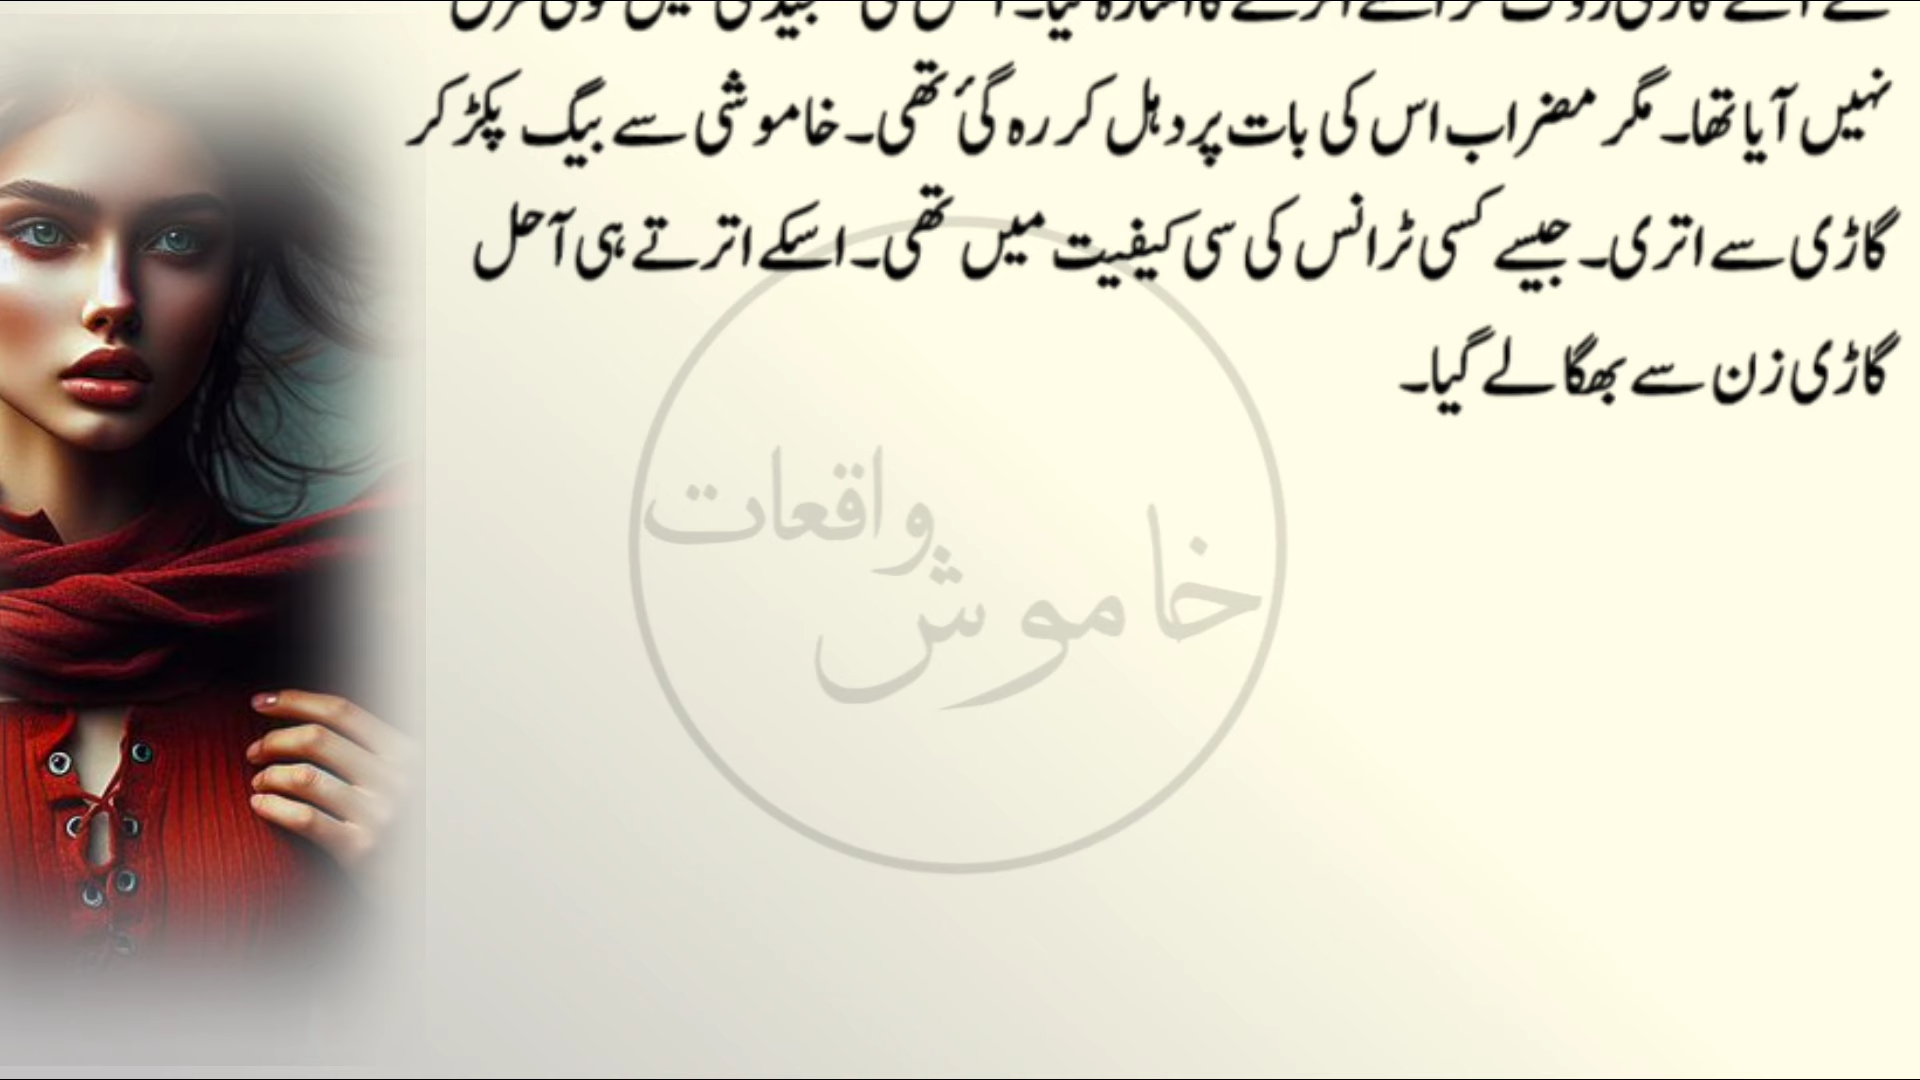 نہیں آیا تھا۔ مگر مضراب اس کی بات پر دہل کر رہ گئ تھی۔ خاموشی سے بیگ پکڑ کر
گاڑی سے اتری۔ جیسے کسی ٹرانس کی سی کیفیت میں تھی۔ اسکے اترتے ہی آحل
گاڑی زن سے بھگا لے گیا۔
خاموش واقعات